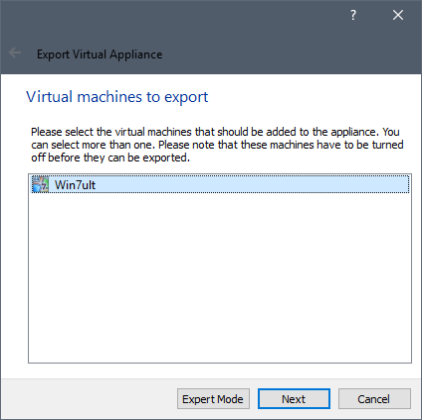 ?
Export Virtual Appliance
Virtual machines to export
Please select the virtual machines that should be added to the appliance. You
can select more than one. Please note that these machines have to be turned
off before they can be exported.
Win7ult
Expert Mode Next Cancel